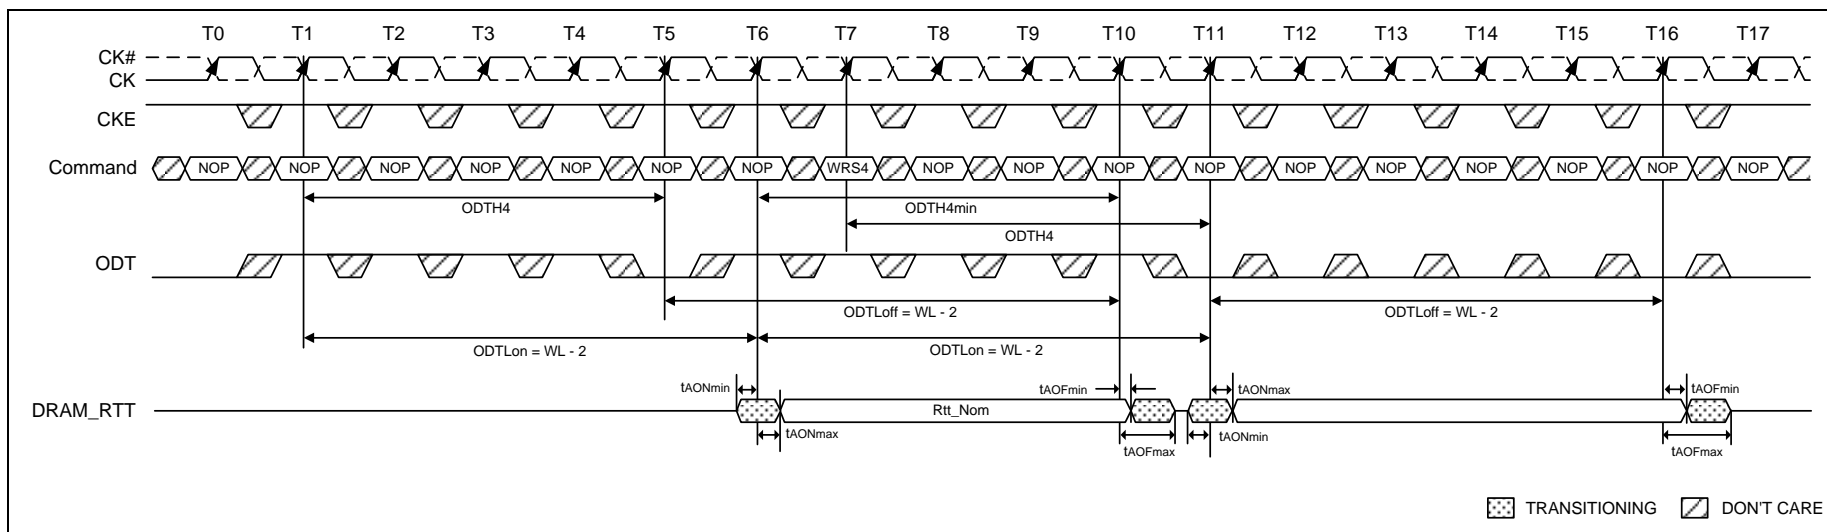 T0 T1 T2 T3 T4 T5 T6 T7 T8 T9 T10 T11 T12 T13 T14 T15 T16 T17
CK#
CK
CKE
Command NOP NOP NOP NOP NOP NOP NOP WRS4 NOP NOP NOP NOP NOP NOP NOP NOP NOP NOP
ODTH4 ODTH4min
ODTH4
ODT
ODTLoff = WL - 2 ODTLoff = WL - 2
ODTLon = WL - 2 ODTLon = WL - 2
tAONmin tAOFmin tAONmax tAOFmin
DRAM_RTT Rtt_Nom
tAONmax tAOFmax tAONmin tAOFmax
TRANSITIONING DON'T CARE